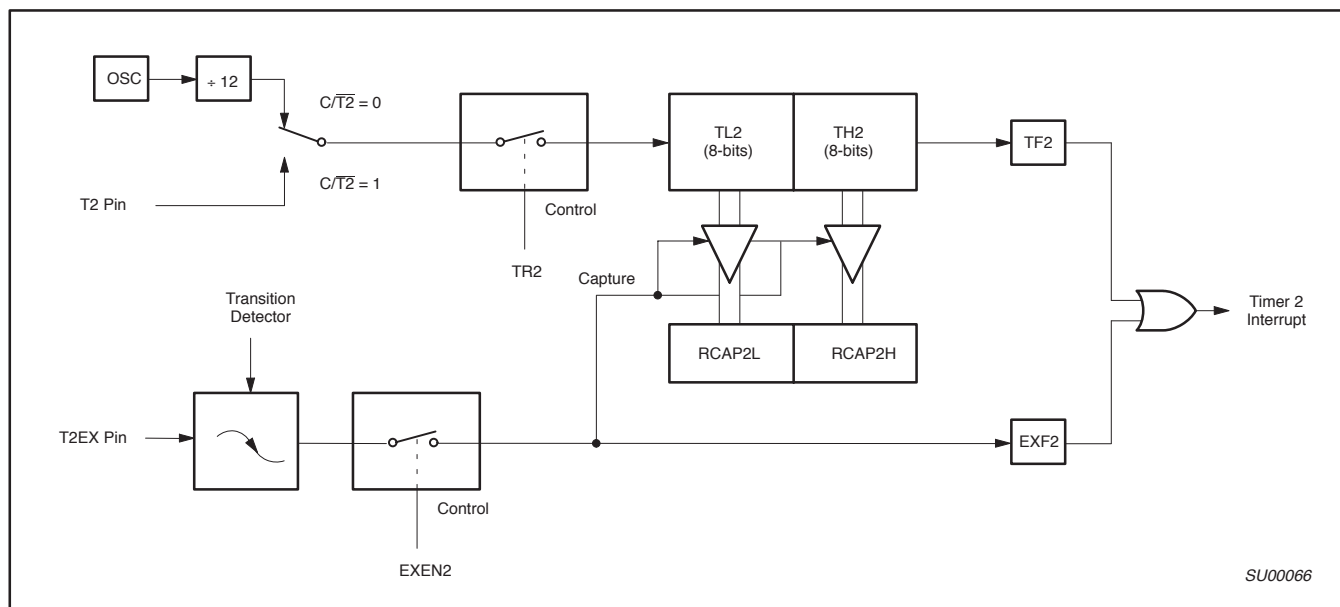 OSC
÷ 12
C/T2 = 0
C/T2 = 1
T2 Pin
Control
TR2
TL2
(8-bits)
TH2
(8-bits)
TF2
Capture
RCAP2L
RCAP2H
Timer 2
Interrupt
Transition
Detector
T2EX Pin
Control
EXEN2
EXF2
SU00066